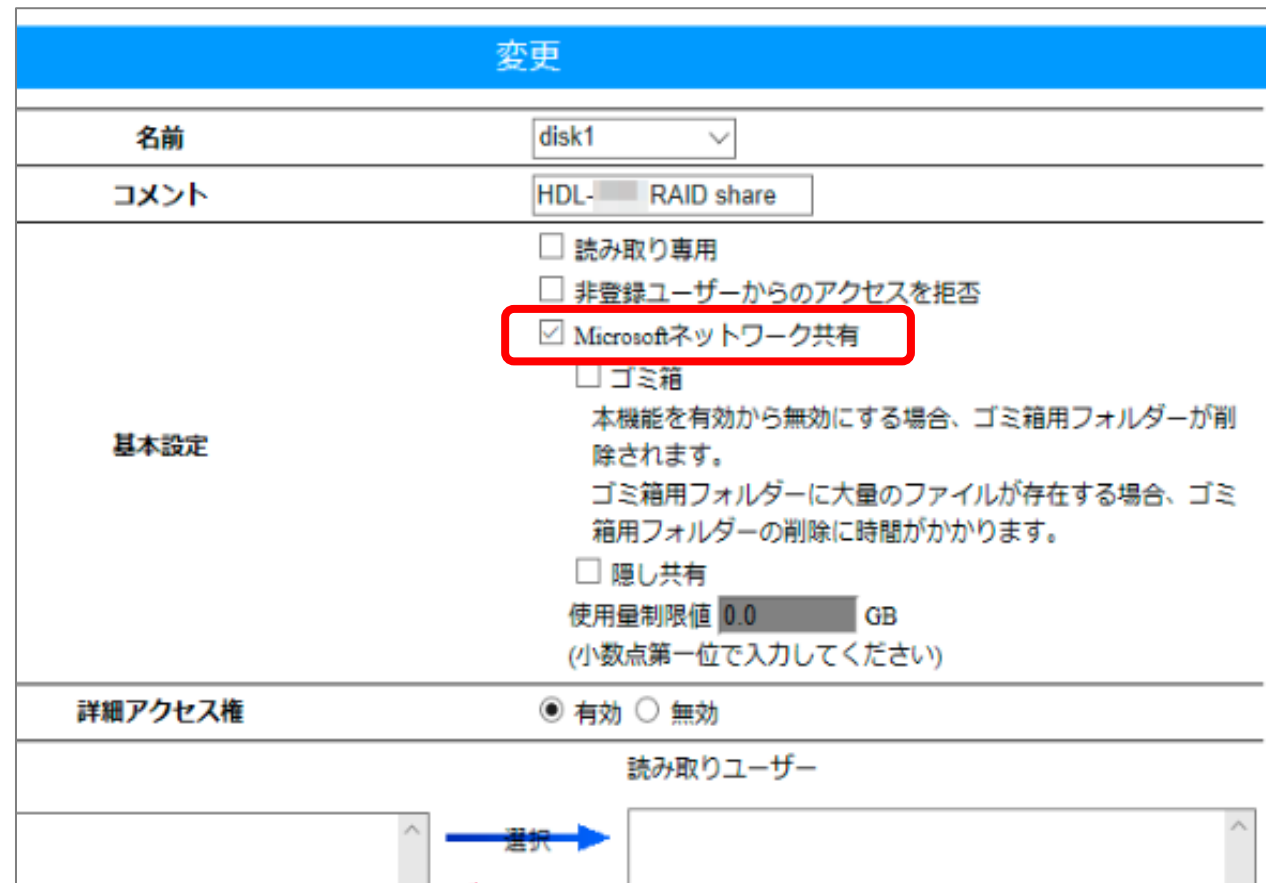 変更
名前 disk1
コメント HDL- RAID share
読み取り専用
非登録ユーザーからのアクセスを拒否
Microsoftネットワーク共有
ゴミ箱
本機能を有効から無効にする場合、ゴミ箱用フォルダーが削
除されます。
ゴミ箱用フォルダーに大量のファイルが存在する場合、ゴミ
箱用フォルダーの削除に時間がかかります。
基本設定
隠し共有
使用量制限値 0.0 GB
(小数点第一位で入力してください)
詳細アクセス権 有効 無効
読み取りユーザー
選択